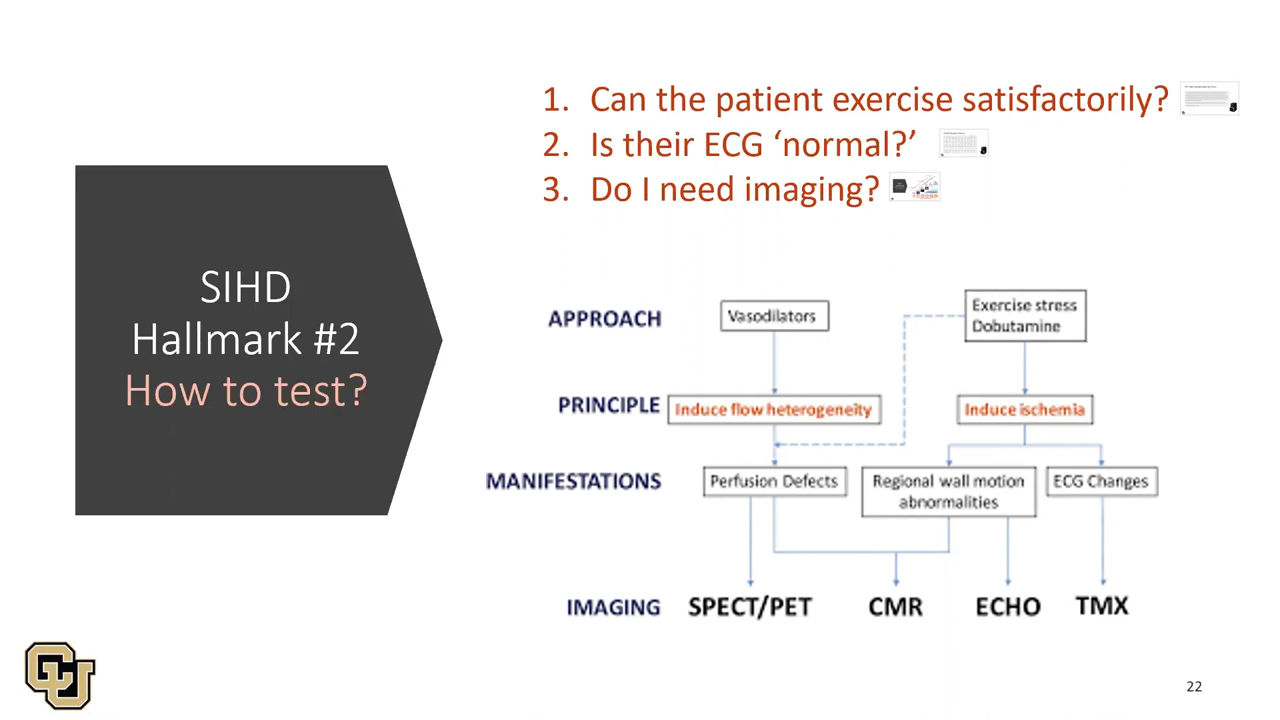 1. Can the patient exercise satisfactorily?
2. Is their ECG ‘normal?’
3. Do I need imaging?
SIHD
Hallmark #2
How to test?
APPROACH
Vasodilators
Exercise stress
Dobutamine
PRINCIPLE
Induce flow heterogeneity
Induce ischemia
MANIFESTATIONS
Perfusion Defects
Regional wall motion
abnormalities
ECG Changes
IMAGING
SPECT/PET
CMR
ECHO
TMX
CU
22